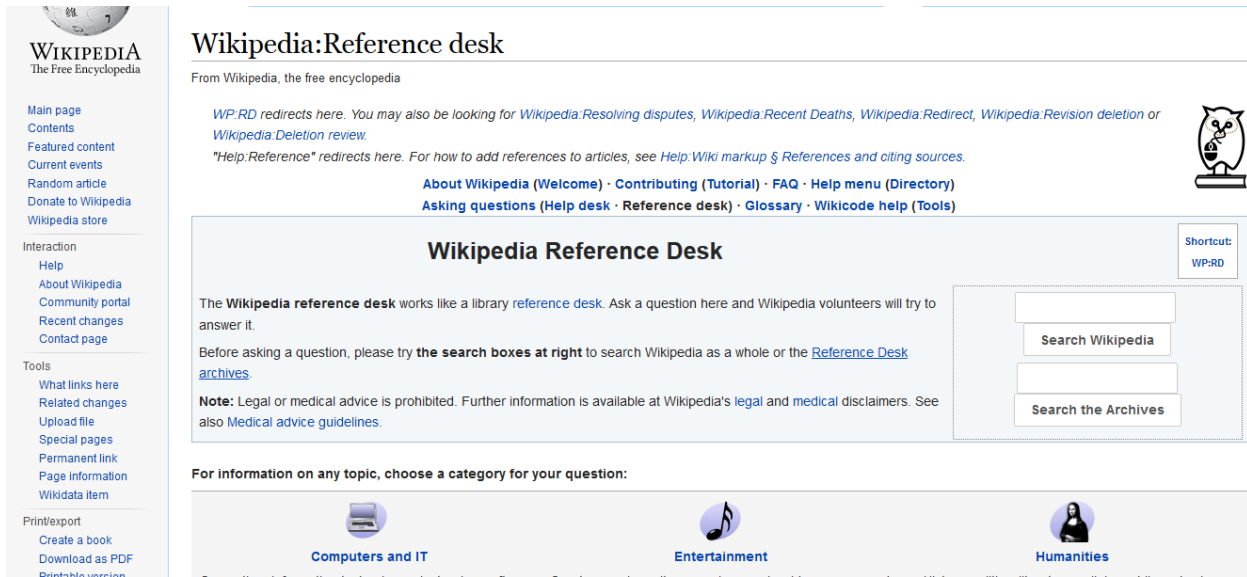 WIKIPEDIA
The Free Encyclopedia
Main page
Contents
Featured content
Current events
Random article
Donate to Wikipedia
Wikipedia store
Interaction
Help
About Wikipedia
Community portal
Recent changes
Contact page
Tools
What links here
Related changes
Upload file
Special pages
Permanent link
Page information
Wikidata item
Print/export
Create a book
Download as PDF
Printable version
Wikipedia:Reference desk
From Wikipedia, the free encyclopedia
WP:RD redirects here. You may also be looking for Wikipedia:Resolving disputes, Wikipedia:Recent Deaths, Wikipedia:Redirect, Wikipedia:Revision deletion or
Wikipedia:Deletion review.
"Help:Reference" redirects here. For how to add references to articles, see Help:Wiki markup § References and citing sources.
About Wikipedia (Welcome) · Contributing (Tutorial) · FAQ · Help menu (Directory)
Asking questions (Help desk · Reference desk) · Glossary · Wikicode help (Tools)
Wikipedia Reference Desk
Shortcut:
WP:RD
The Wikipedia reference desk works like a library reference desk. Ask a question here and Wikipedia volunteers will try to
answer it.
Before asking a question, please try the search boxes at right to search Wikipedia as a whole or the Reference Desk
archives.
Note: Legal or medical advice is prohibited. Further information is available at Wikipedia's legal and medical disclaimers. See
also Medical advice guidelines.
Search Wikipedia
Search the Archives
For information on any topic, choose a category for your question:
Computers and IT
Entertainment
Humanities